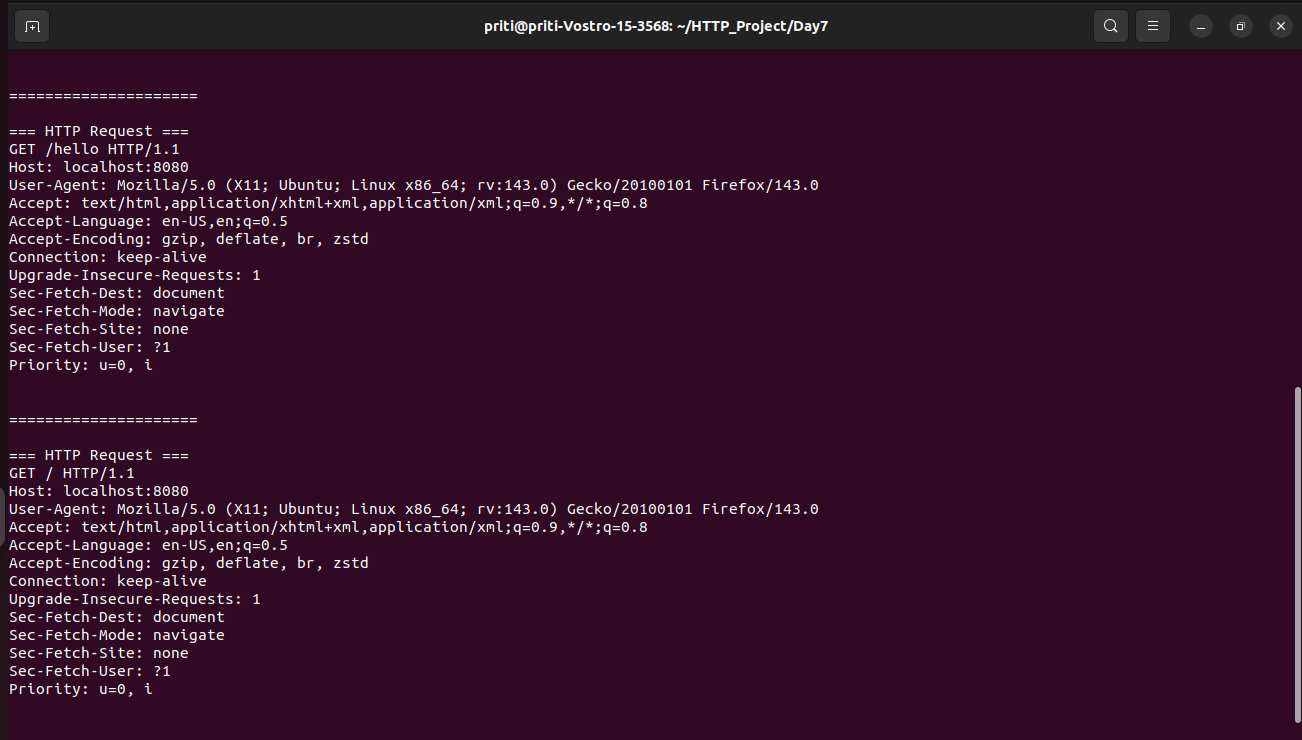 priti@priti-Vostro-15-3568: ~/HTTP_Project/Day7
=====================
=== HTTP Request ===
GET /hello HTTP/1.1
Host: localhost:8080
User-Agent: Mozilla/5.0 (X11; Ubuntu; Linux x86_64; rv:143.0) Gecko/20100101 Firefox/143.0
Accept: text/html,application/xhtml+xml,application/xml;q=0.9,*/*;q=0.8
Accept-Language: en-US,en;q=0.5
Accept-Encoding: gzip, deflate, br, zstd
Connection: keep-alive
Upgrade-Insecure-Requests: 1
Sec-Fetch-Dest: document
Sec-Fetch-Mode: navigate
Sec-Fetch-Site: none
Sec-Fetch-User: ?1
Priority: u=0, i
=====================
=== HTTP Request ===
GET / HTTP/1.1
Host: localhost:8080
User-Agent: Mozilla/5.0 (X11; Ubuntu; Linux x86_64; rv:143.0) Gecko/20100101 Firefox/143.0
Accept: text/html,application/xhtml+xml,application/xml;q=0.9,*/*;q=0.8
Accept-Language: en-US,en;q=0.5
Accept-Encoding: gzip, deflate, br, zstd
Connection: keep-alive
Upgrade-Insecure-Requests: 1
Sec-Fetch-Dest: document
Sec-Fetch-Mode: navigate
Sec-Fetch-Site: none
Sec-Fetch-User: ?1
Priority: u=0, i